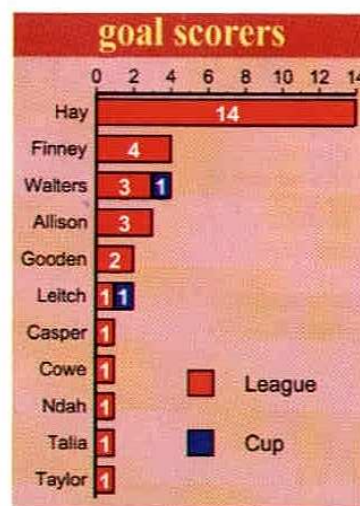 goal scorers
0 2 4 6 8 10 12 14
Hay 14
Finney 4
Walters 3 1
Allison 3
Gooden 2
Leitch 1 1
Casper 1
Cowe 1
Ndah 1
Talia 1
Taylor 1
League
Cup